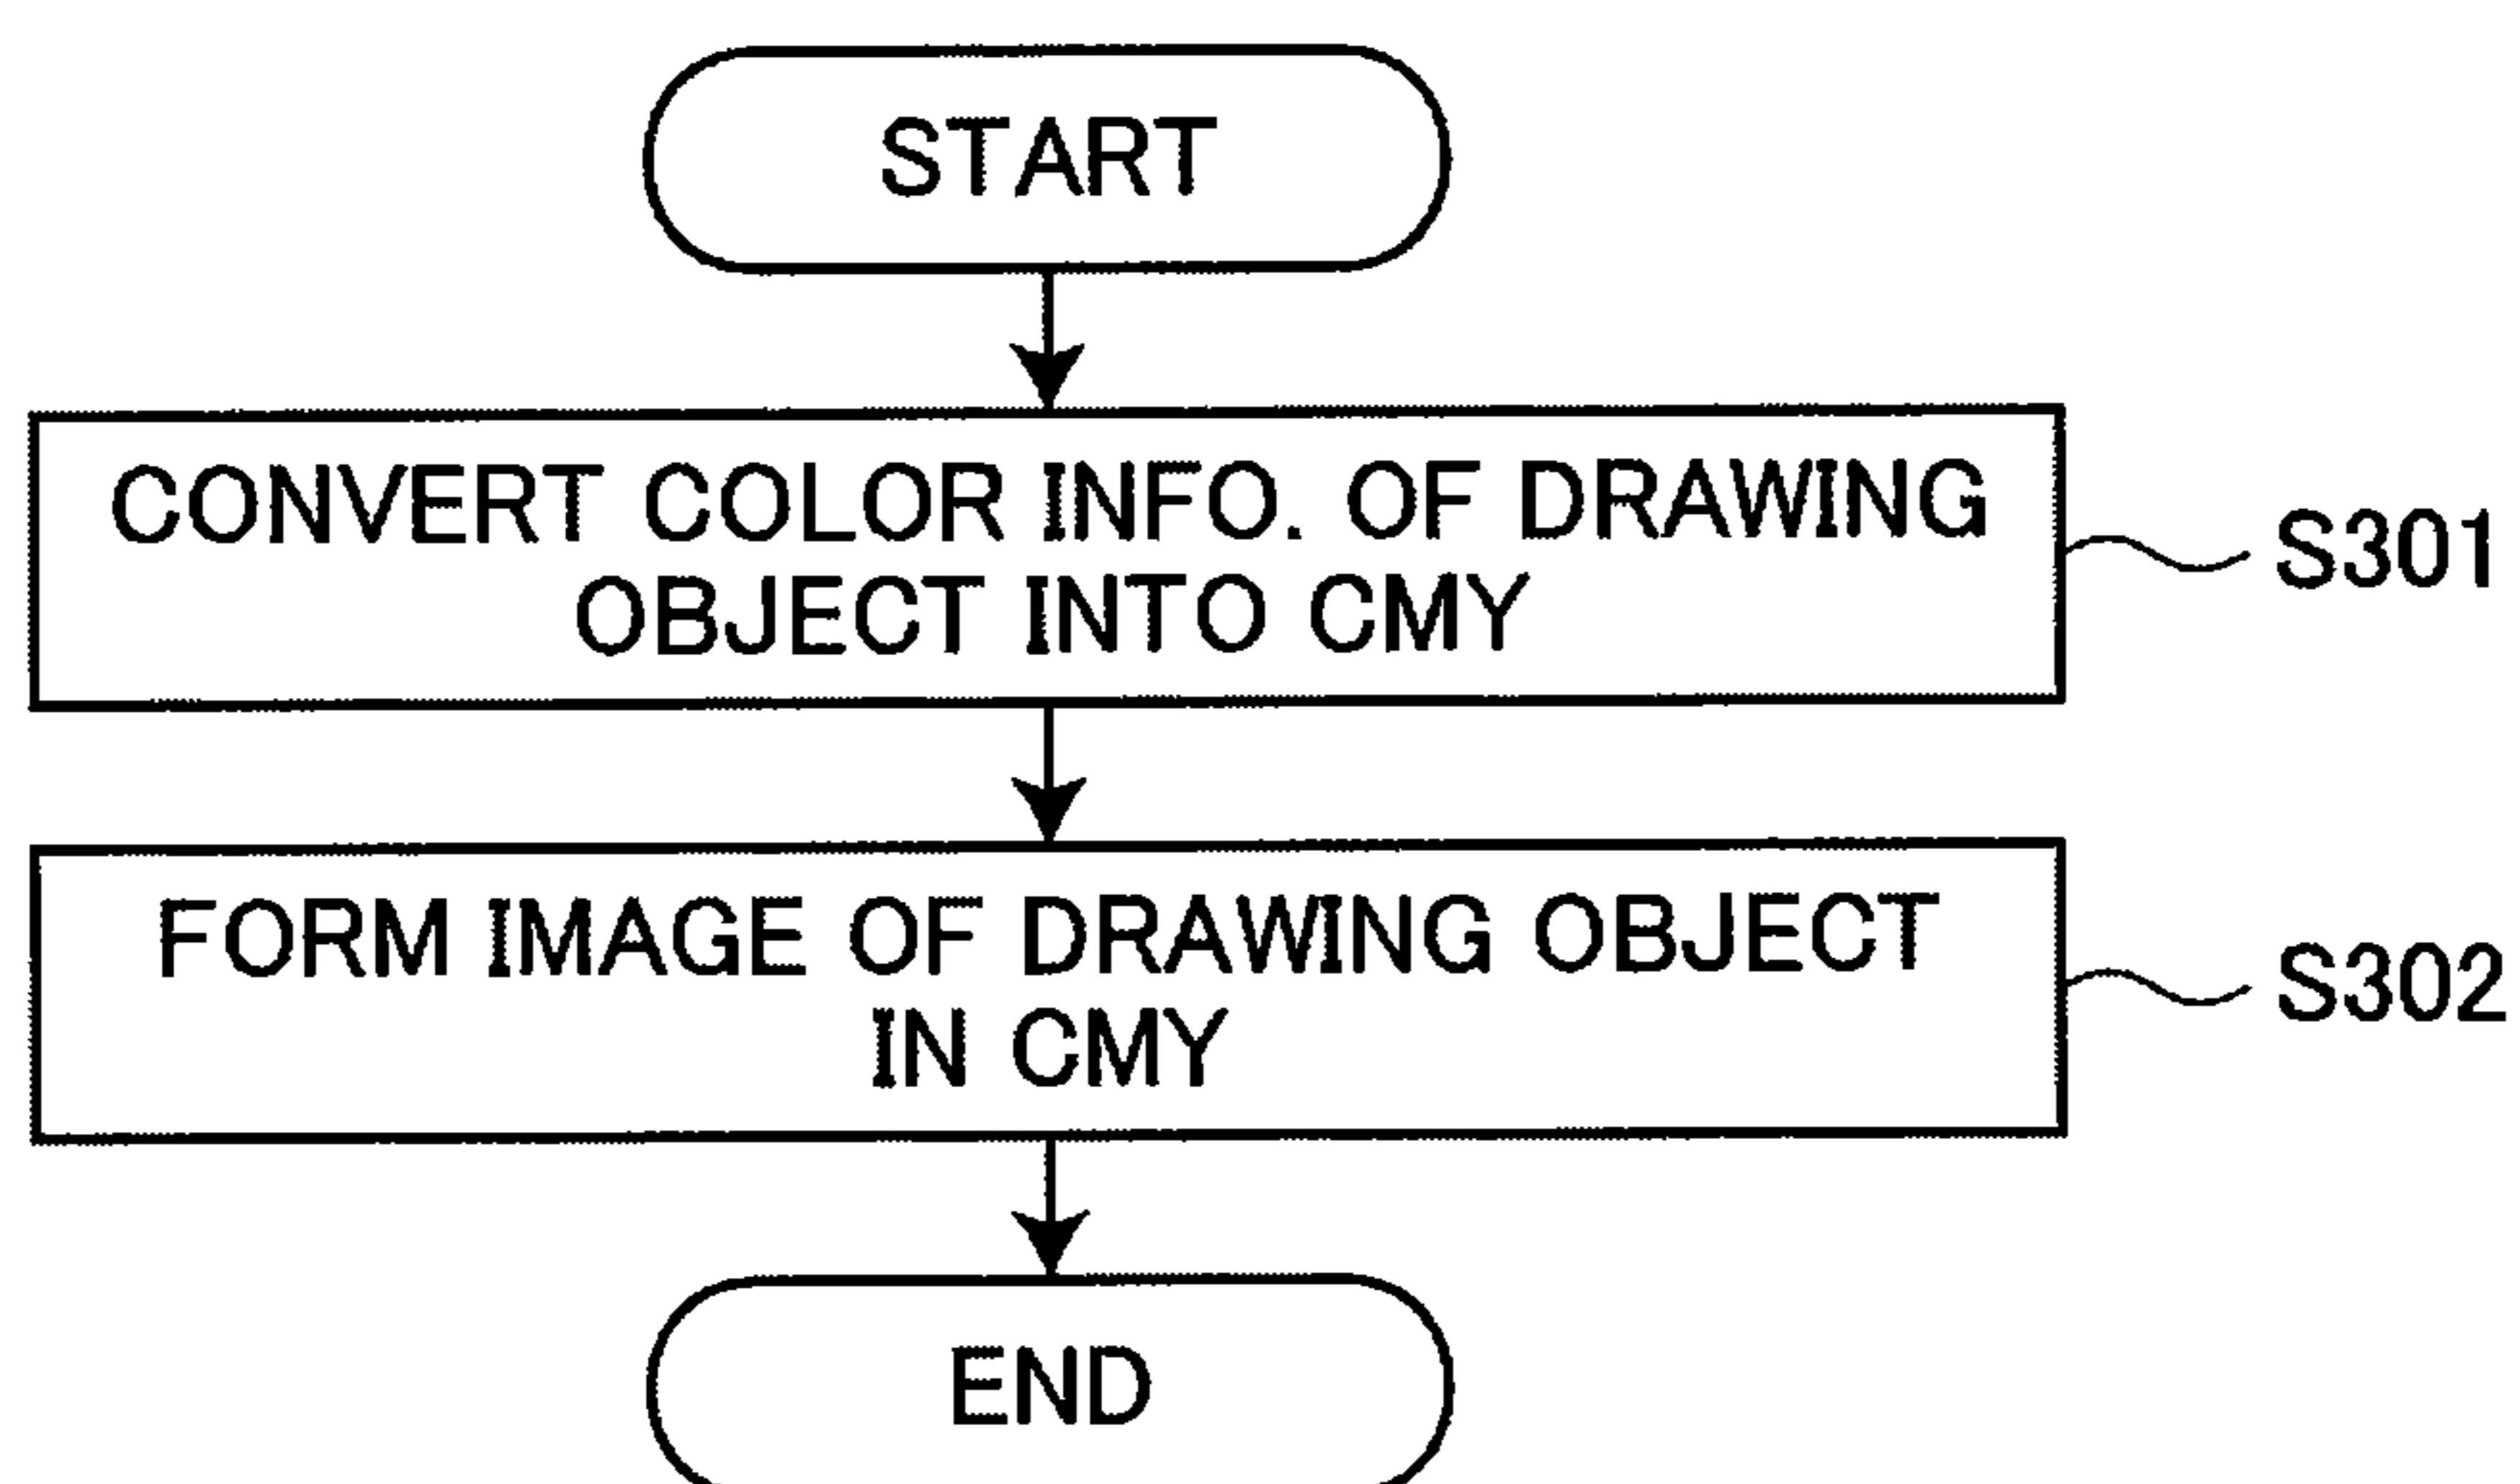 START
CONVERT COLOR INFO. OF DRAWING
OBJECT INTO CMY
S301
FORM IMAGE OF DRAWING OBJECT
IN CMY
S302
END